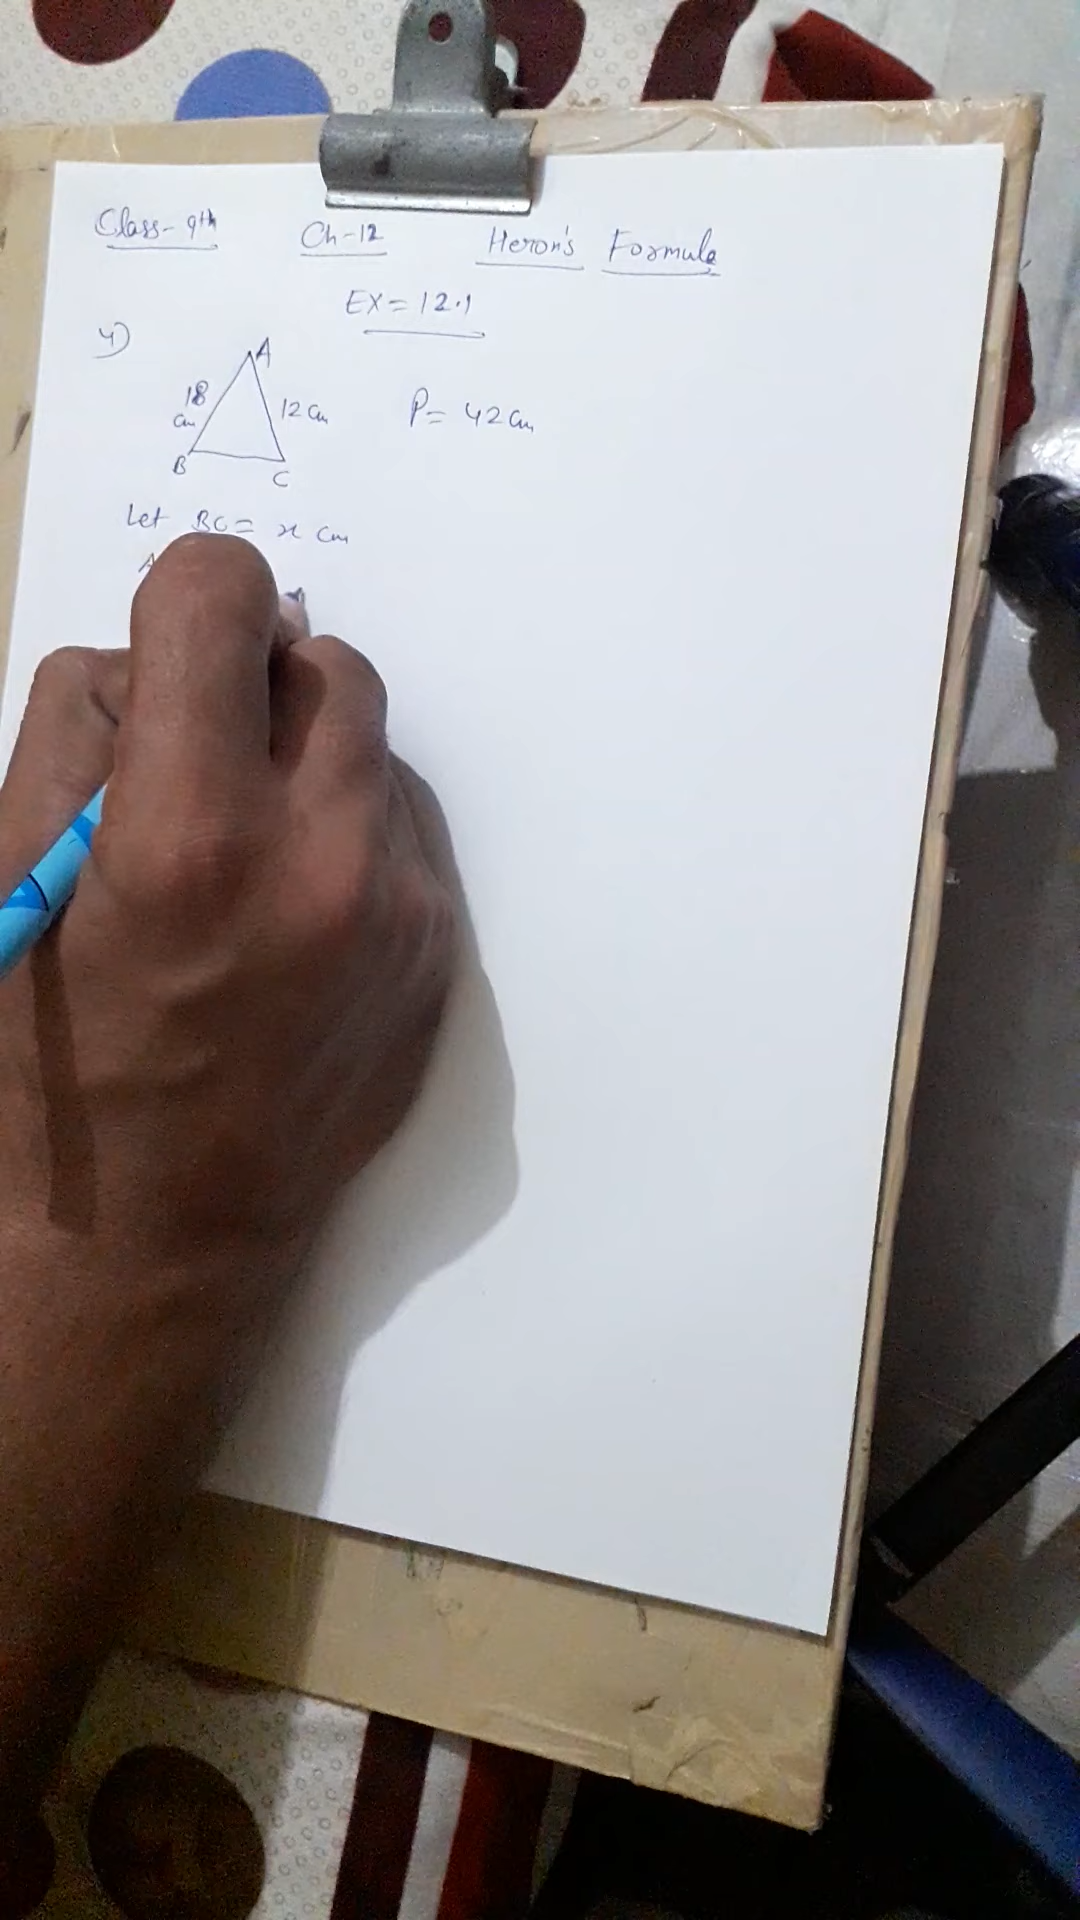 Class-9th Ch-12 Heron's Formula
EX=12.1
4)
A
18 cm
12 cm
P= 42 cm
B
C
Let BC= x cm
A